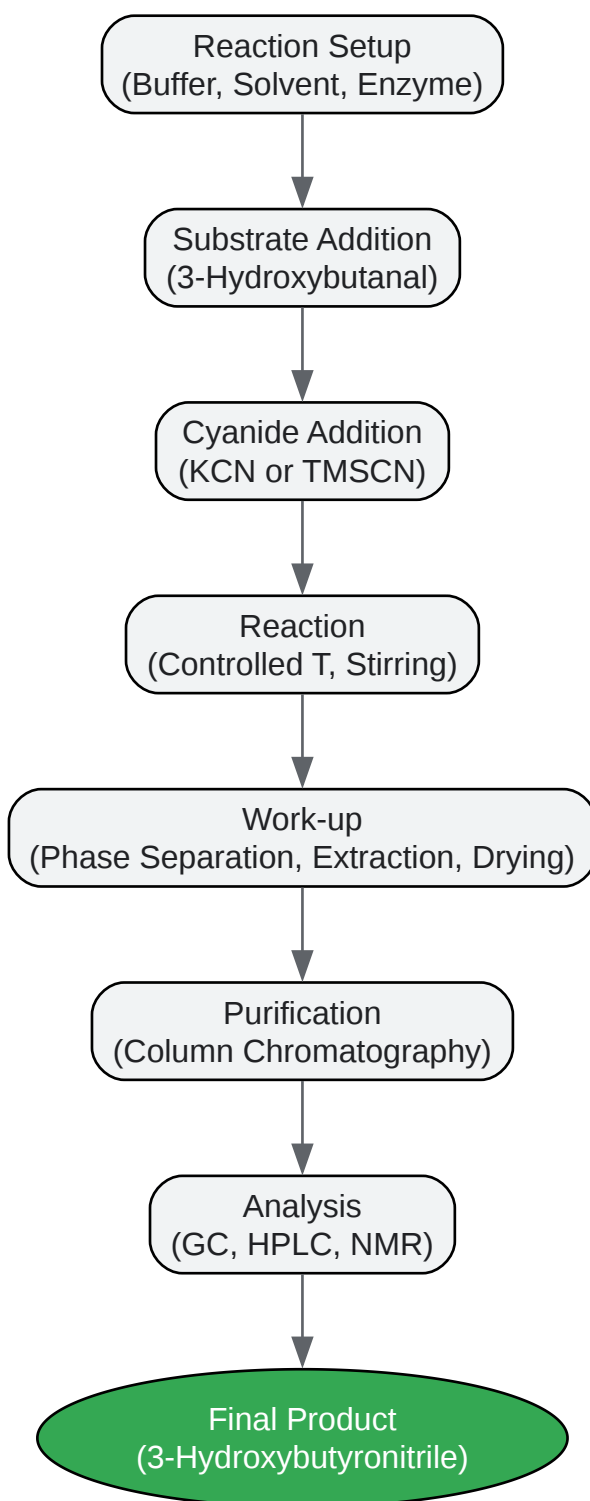 Reaction Setup
(Buffer, Solvent, Enzyme)
Substrate Addition
(3-Hydroxybutanal)
Cyanide Addition
(KCN or TMSCN)
Reaction
(Controlled T, Stirring)
Work-up
(Phase Separation, Extraction, Drying)
Purification
(Column Chromatography)
Analysis
(GC, HPLC, NMR)
Final Product
(3-Hydroxybutyronitrile)